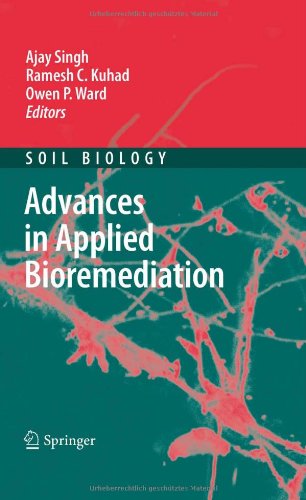 Urheberrechtlich geschütztes Material
Ajay Singh
Ramesh C. Kuhad
Owen P. Ward
Editors
SOIL BIOLOGY
Advances
in Applied
Bioremediation
Springer
Urheberrechtlich geschütztes Material